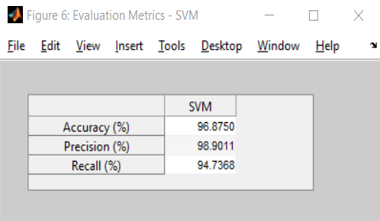 Figure 6: Evaluation Metrics - SVM
File Edit View Insert Tools Desktop Window Help
SVM
Accuracy (%) 96.8750
Precision (%) 98.9011
Recall (%) 94.7368